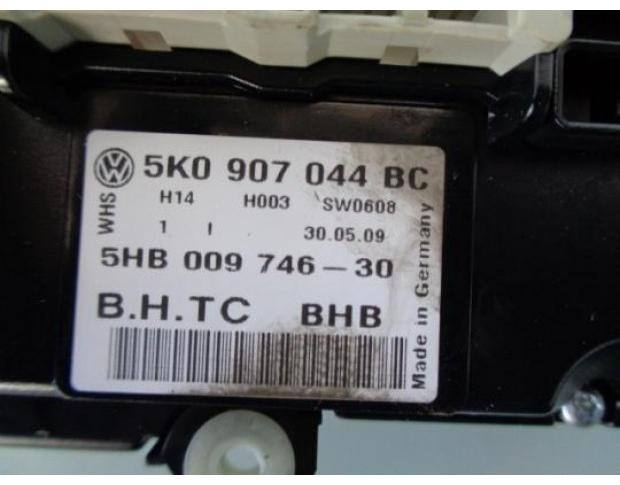 5K0 907 044 BC
WHS
H14 H003 SW0608
1 I 30.05.09
5HB 009 746-30
B.H.TC BHB
Made in Germany